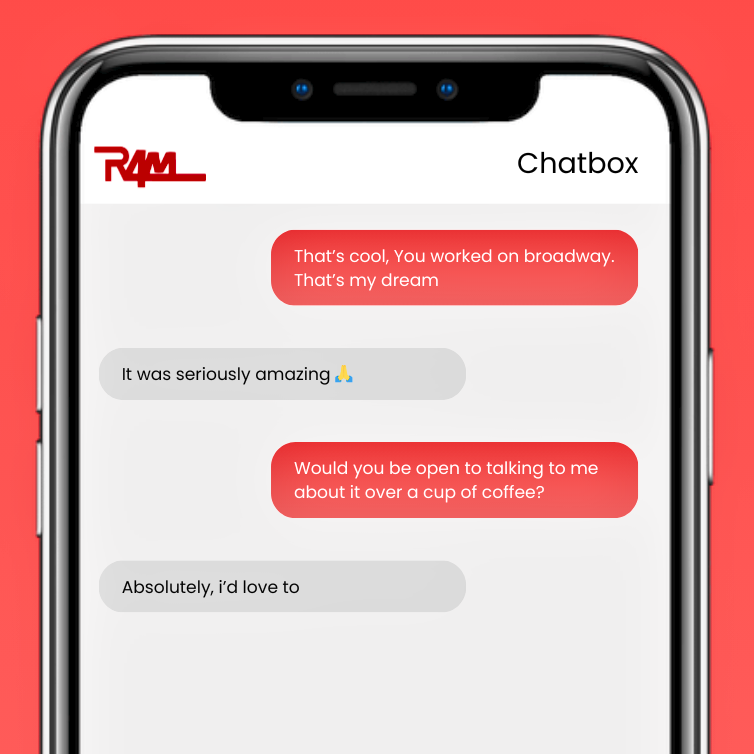 R4M
Chatbox
That’s cool, You worked on broadway.
That’s my dream
It was seriously amazing 🙏
Would you be open to talking to me
about it over a cup of coffee?
Absolutely, i’d love to